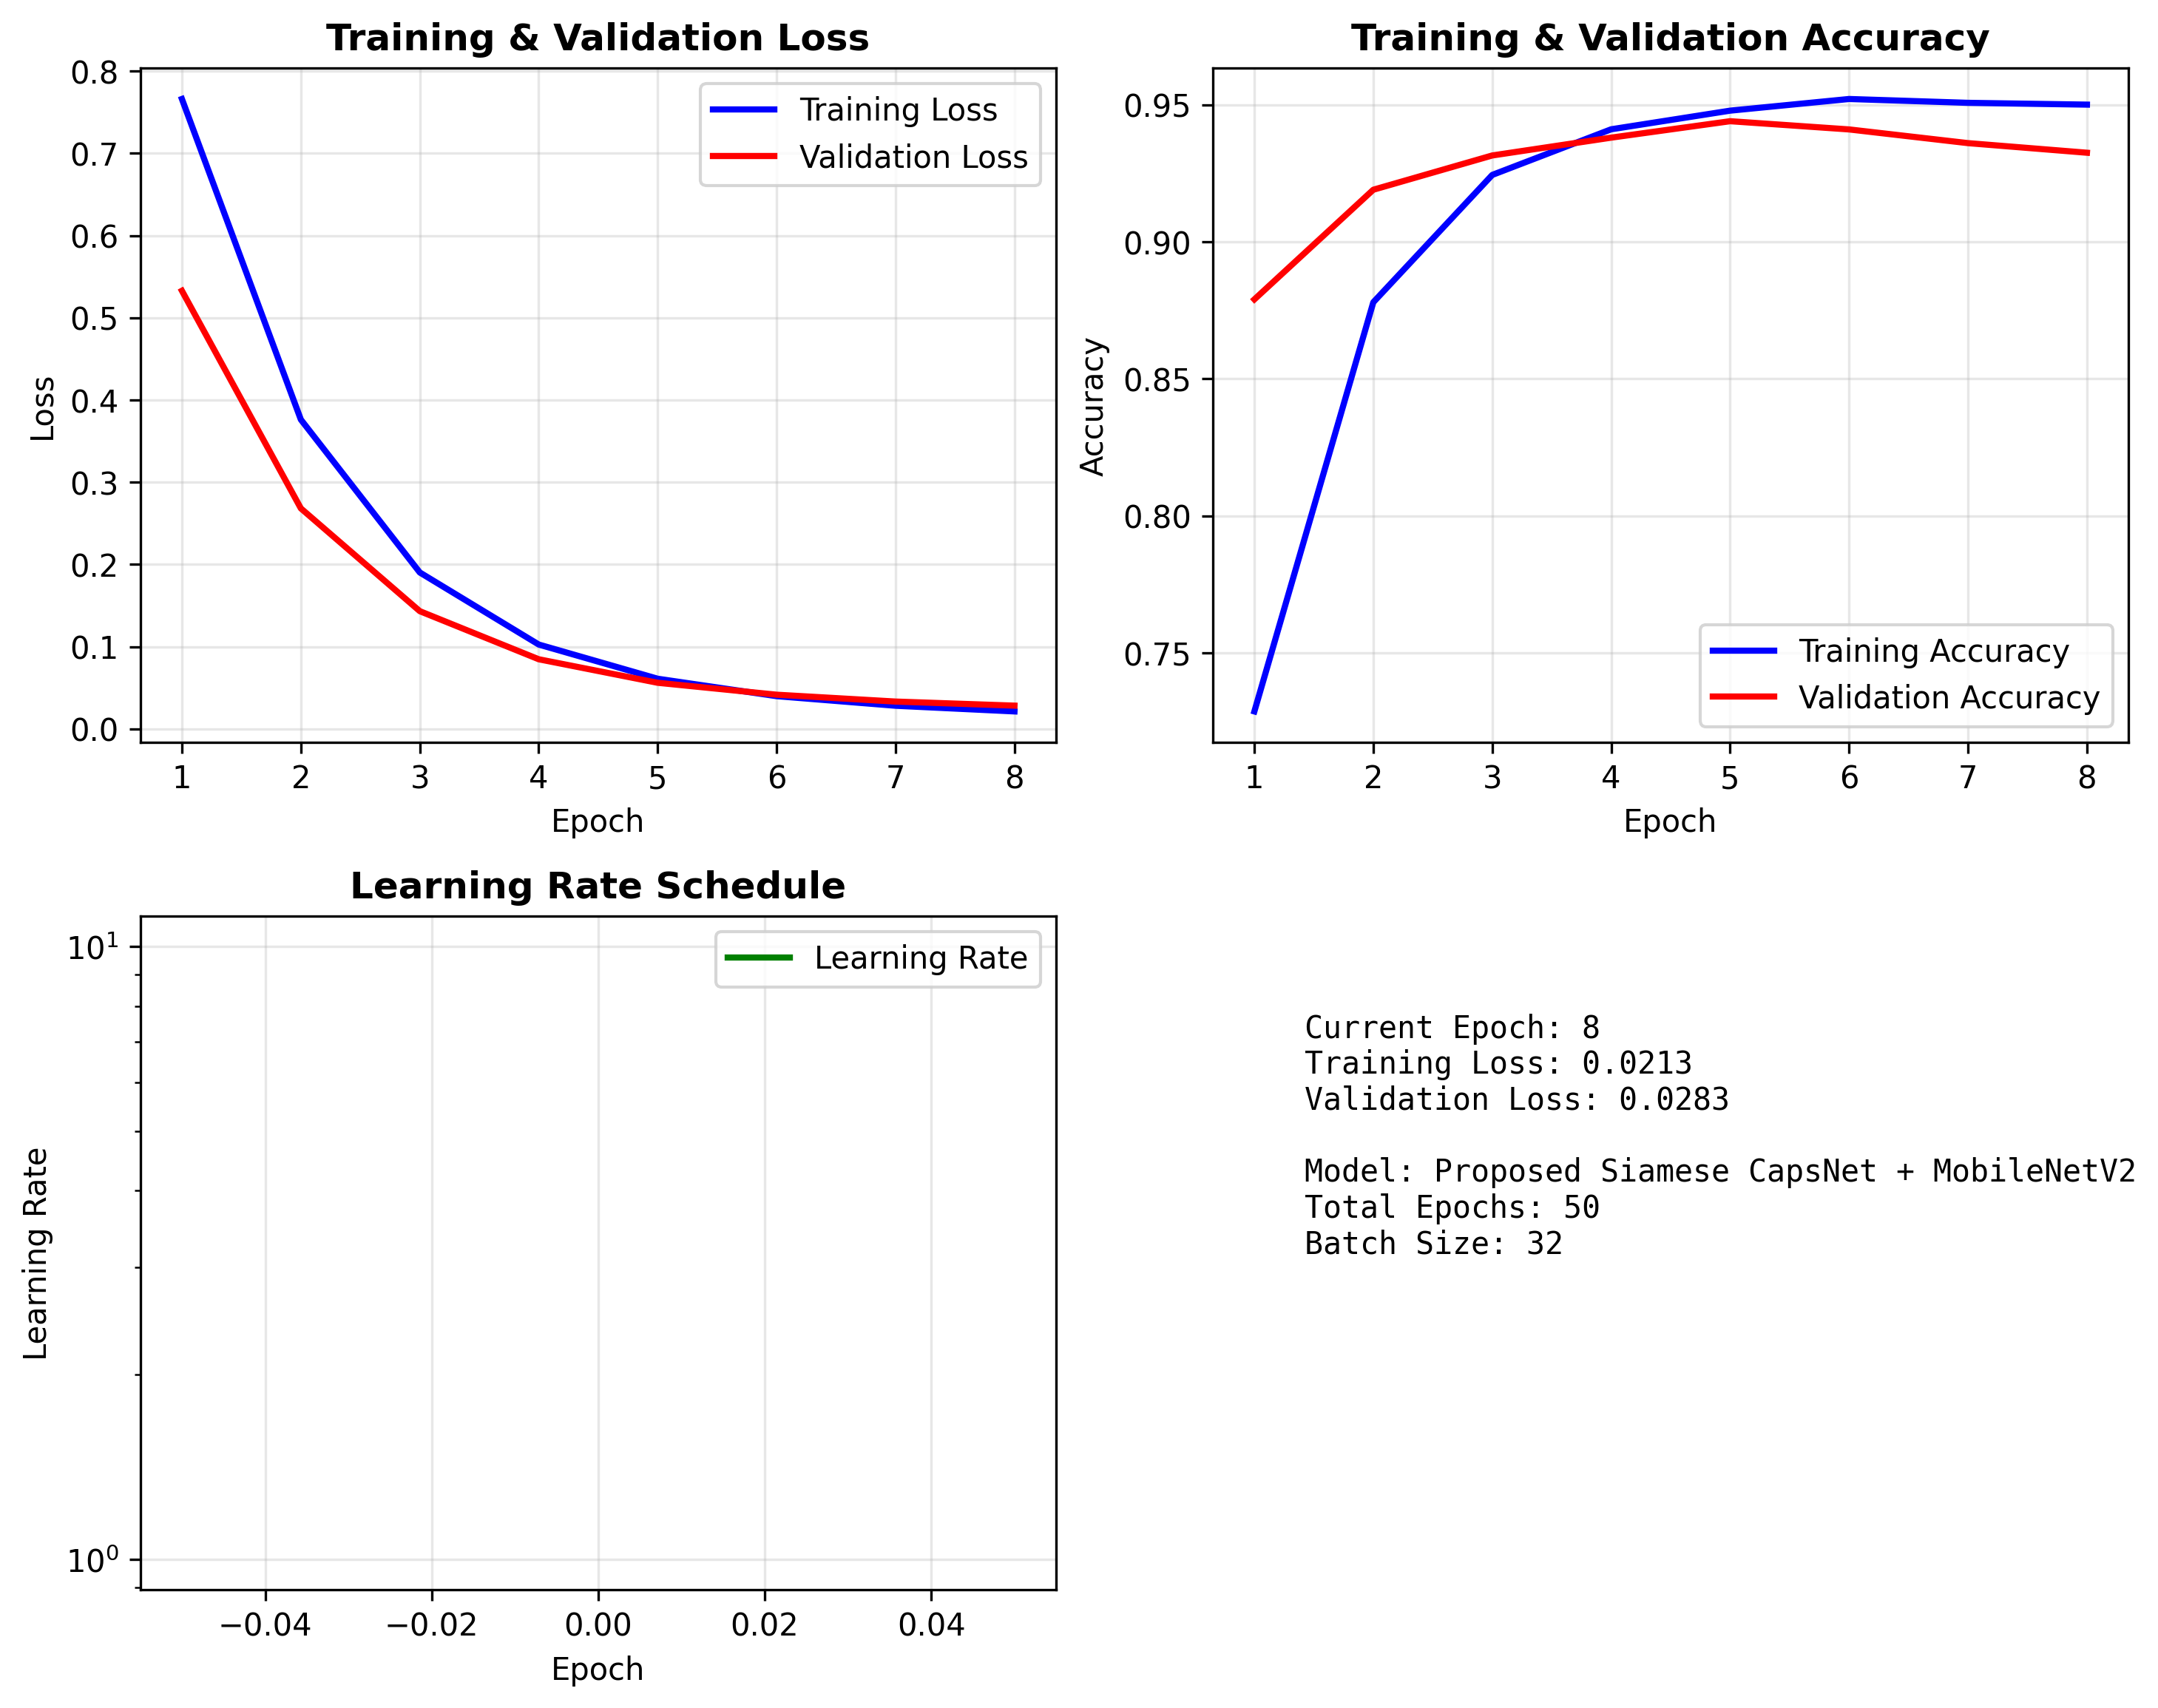 Training & Validation Loss
0.8
0.7
0.6
0.5
0.4
0.3
0.2
0.1
0.0
Loss
Training Loss
Validation Loss
1 2 3 4 5 6 7 8
Epoch
Training & Validation Accuracy
0.95
0.90
0.85
0.80
0.75
Accuracy
Training Accuracy
Validation Accuracy
1 2 3 4 5 6 7 8
Epoch
Learning Rate Schedule
10¹
10⁰
Learning Rate
Learning Rate
−0.04 −0.02 0.00 0.02 0.04
Epoch
Current Epoch: 8
Training Loss: 0.0213
Validation Loss: 0.0283
Model: Proposed Siamese CapsNet + MobileNetV2
Total Epochs: 50
Batch Size: 32